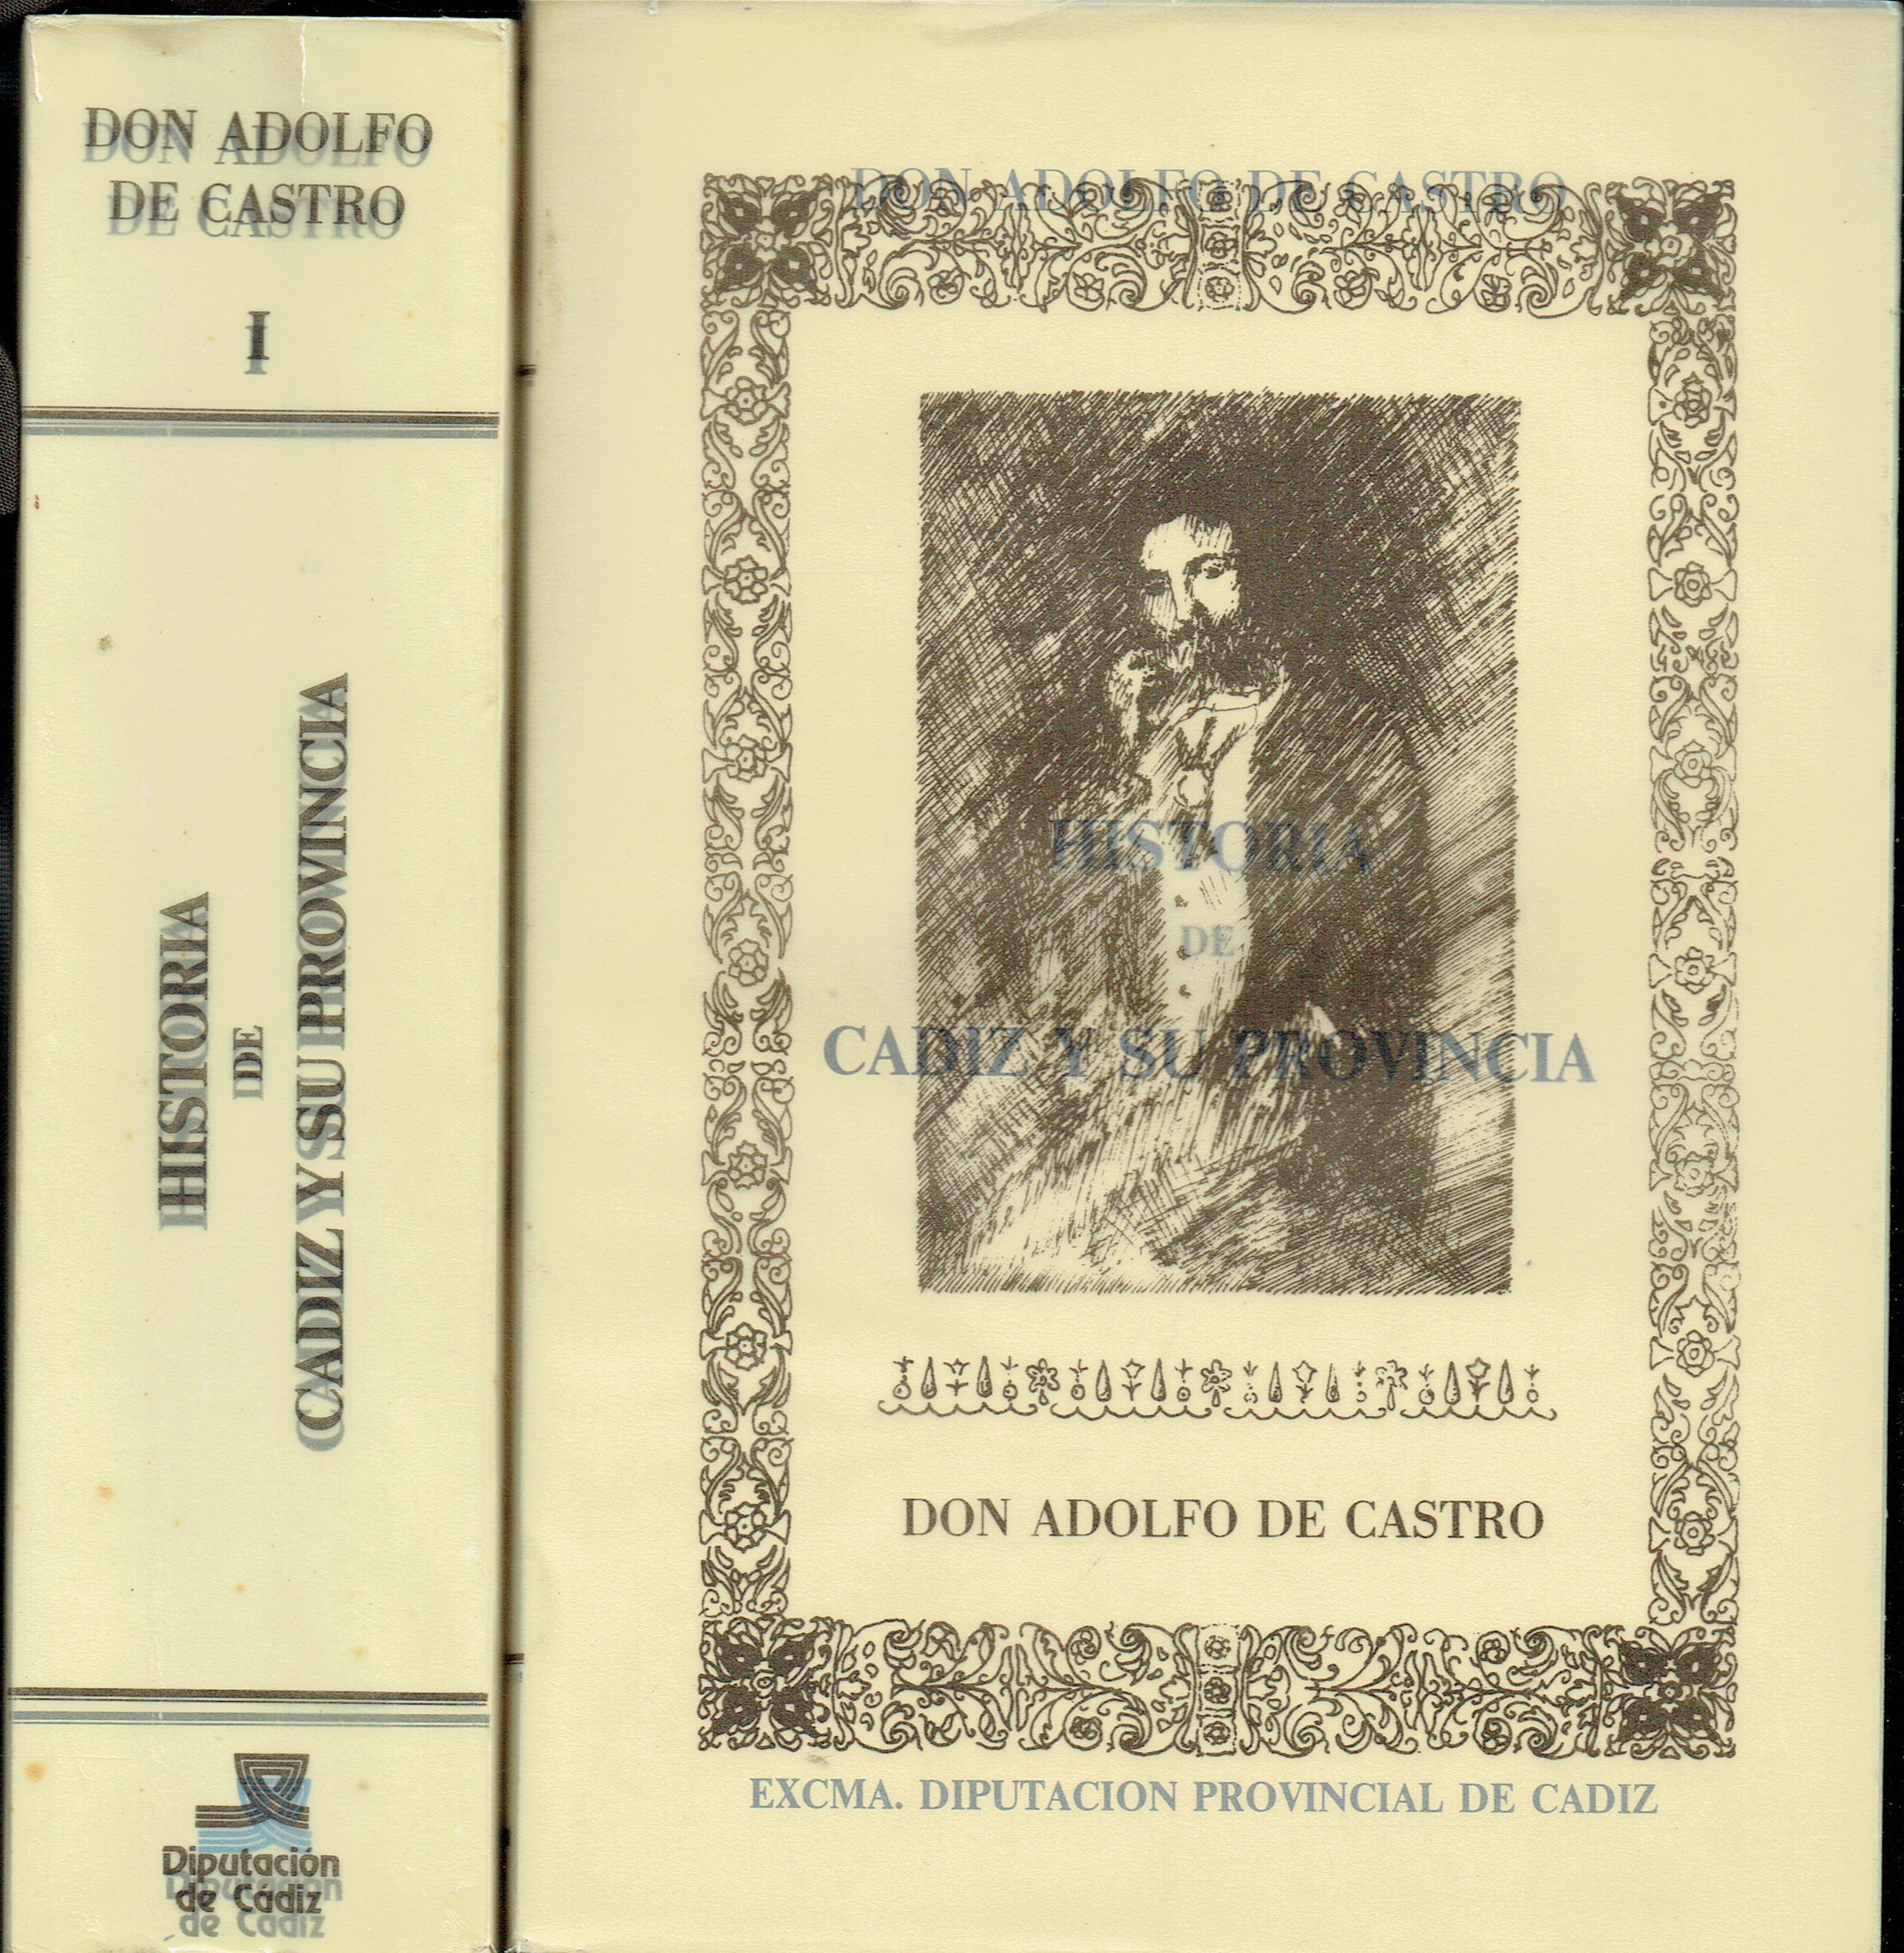 DON ADOLFO
DE CASTRO
I
HISTORIA
DE
CADIZ Y SU PROVINCIA
Diputación
de Cádiz
DON ADOLFO DE CASTRO
HISTORIA
DE
CADIZ Y SU PROVINCIA
DON ADOLFO DE CASTRO
EXCMA. DIPUTACION PROVINCIAL DE CADIZ